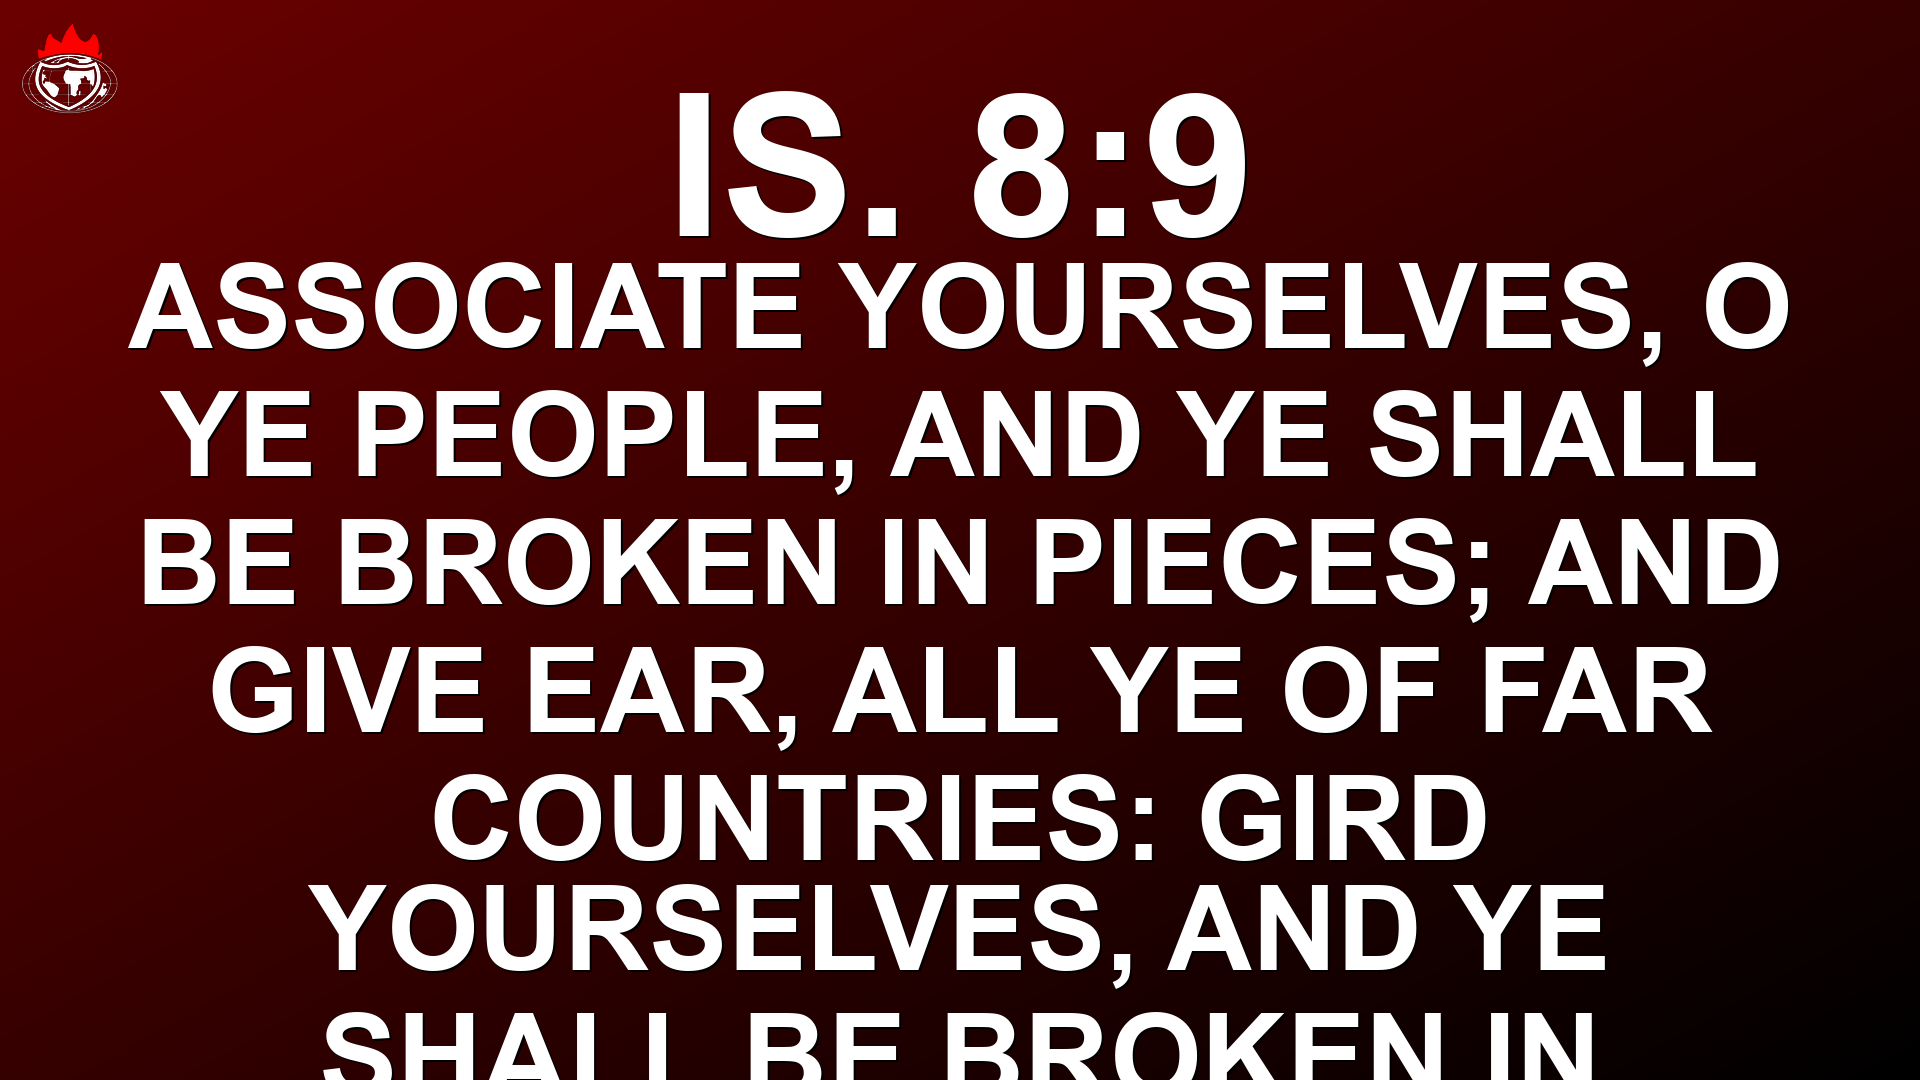 IS. 8:9
ASSOCIATE YOURSELVES, O
YE PEOPLE, AND YE SHALL
BE BROKEN IN PIECES; AND
GIVE EAR, ALL YE OF FAR
COUNTRIES: GIRD
YOURSELVES, AND YE
SHALL BE BROKEN IN